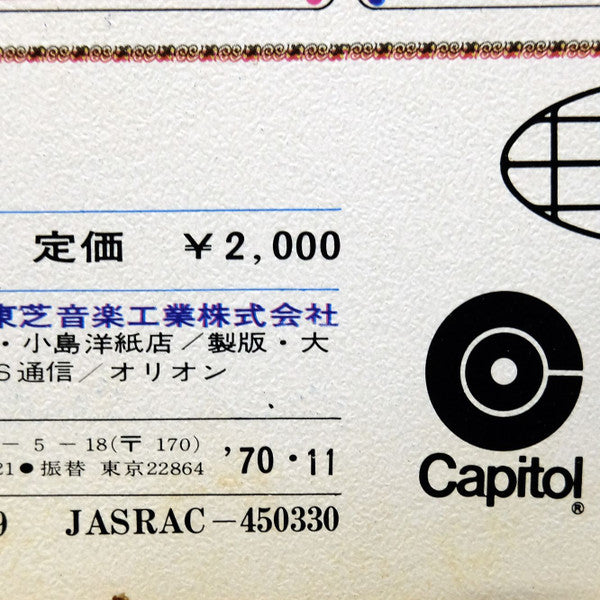 定価 ￥2,000
東芝音楽工業株式会社
・小島洋紙店／製版・大
S通信／オリオン
－5－18(〒 170)
21●振替 東京22864
'70・11
9 JASRAC－450330
Capitol
®